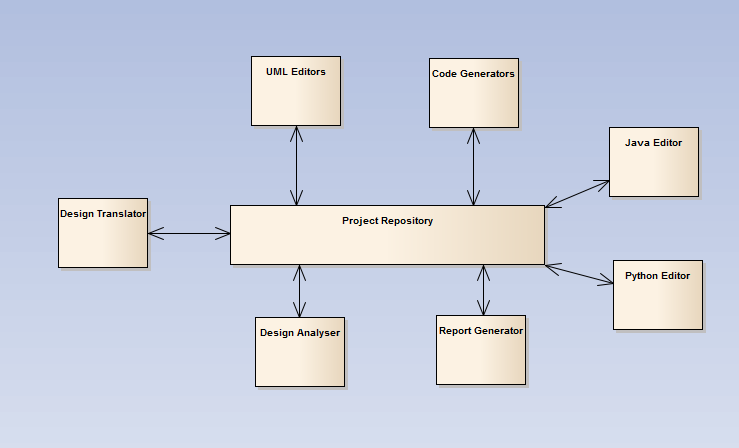 UML Editors
Code Generators
Java Editor
Design Translator
Project Repository
Python Editor
Design Analyser
Report Generator